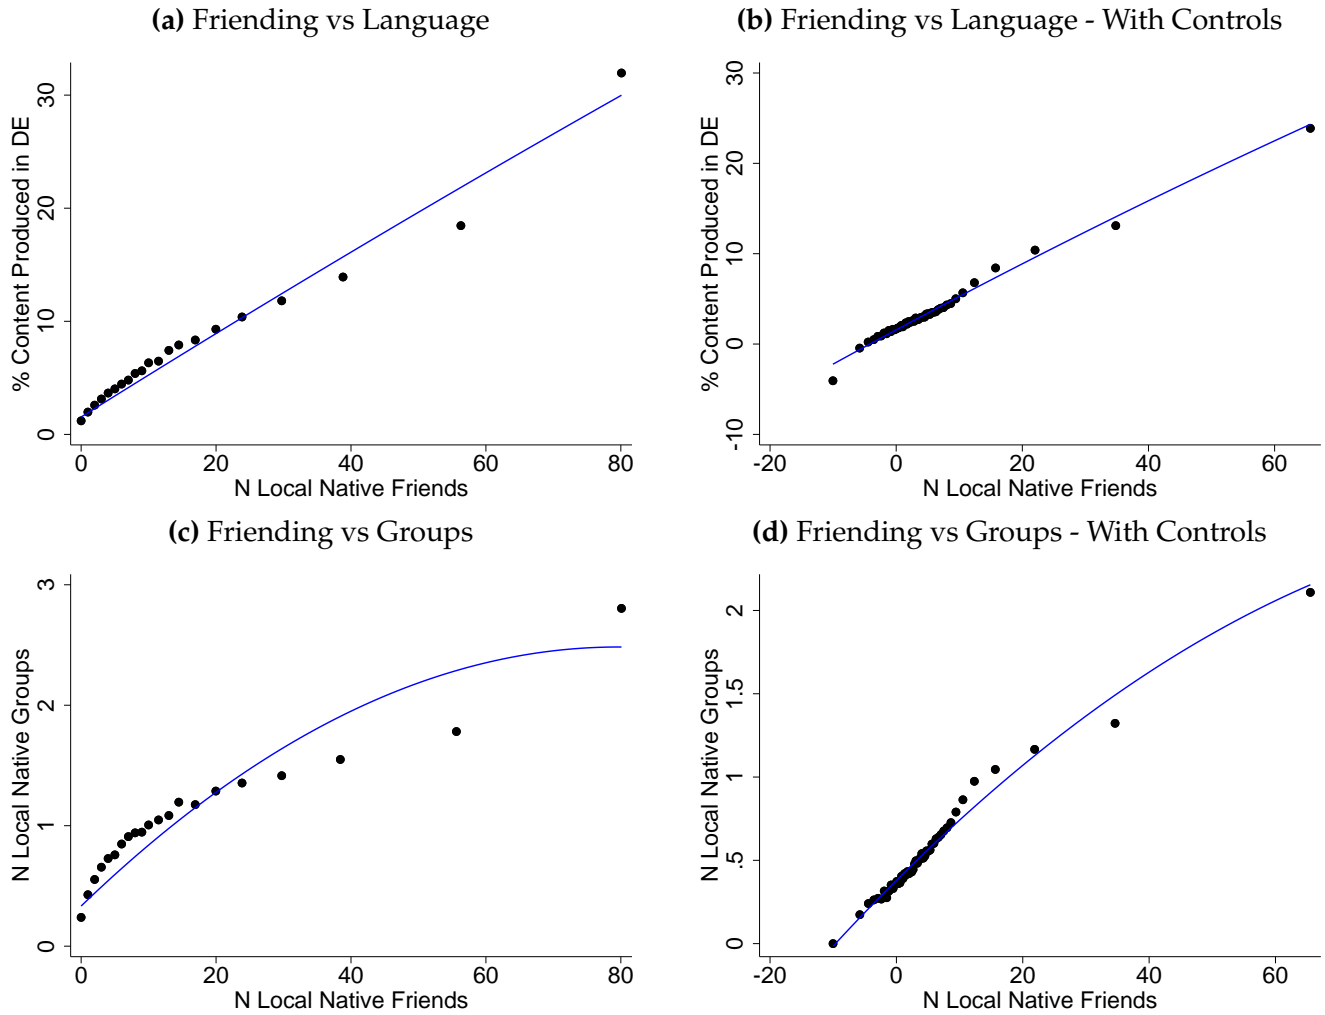 (a) Friending vs Language
% Content Produced in DE
30
20
10
0
0 20 40 60 80
N Local Native Friends
(b) Friending vs Language - With Controls
% Content Produced in DE
30
20
10
0
-10
-20 0 20 40 60
N Local Native Friends
(c) Friending vs Groups
N Local Native Groups
3
2
1
0
0 20 40 60 80
N Local Native Friends
(d) Friending vs Groups - With Controls
N Local Native Groups
2
1.5
1
.5
0
-20 0 20 40 60
N Local Native Friends